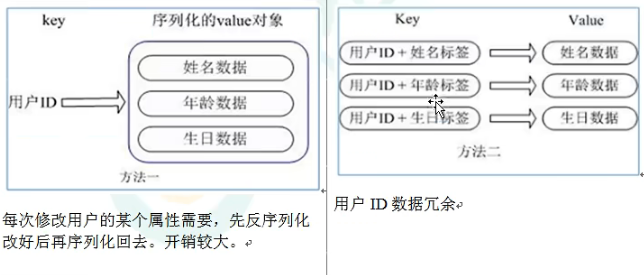 key 序列化的value对象
姓名数据
用户ID
年龄数据
生日数据
方法一
每次修改用户的某个属性需要，先反序列化
改好后再序列化回去。开销较大。
Key Value
用户ID + 姓名标签 姓名数据
用户ID + 年龄标签 年龄数据
用户ID + 生日标签 生日数据
方法二
用户 ID 数据冗余